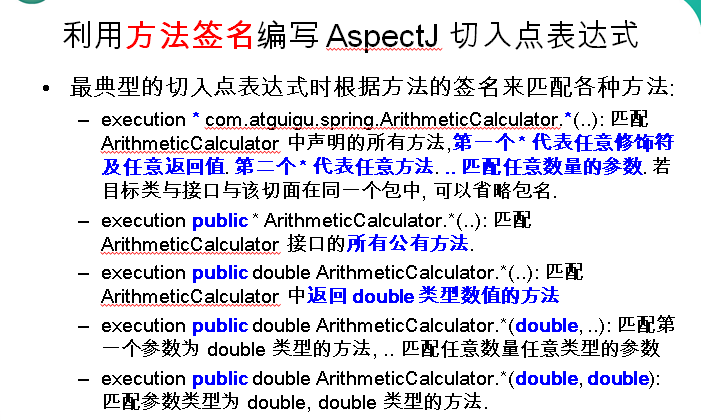 利用方法签名编写 AspectJ 切入点表达式
• 最典型的切入点表达式时根据方法的签名来匹配各种方法:
– execution * com.atguigu.spring.ArithmeticCalculator.*(..): 匹配
ArithmeticCalculator 中声明的所有方法,第一个 * 代表任意修饰符
及任意返回值. 第二个 * 代表任意方法. .. 匹配任意数量的参数. 若
目标类与接口与该切面在同一个包中, 可以省略包名.
– execution public * ArithmeticCalculator.*(..): 匹配
ArithmeticCalculator 接口的所有公有方法.
– execution public double ArithmeticCalculator.*(..): 匹配
ArithmeticCalculator 中返回 double 类型数值的方法
– execution public double ArithmeticCalculator.*(double, ..): 匹配第
一个参数为 double 类型的方法, .. 匹配任意数量任意类型的参数
– execution public double ArithmeticCalculator.*(double, double):
匹配参数类型为 double, double 类型的方法.